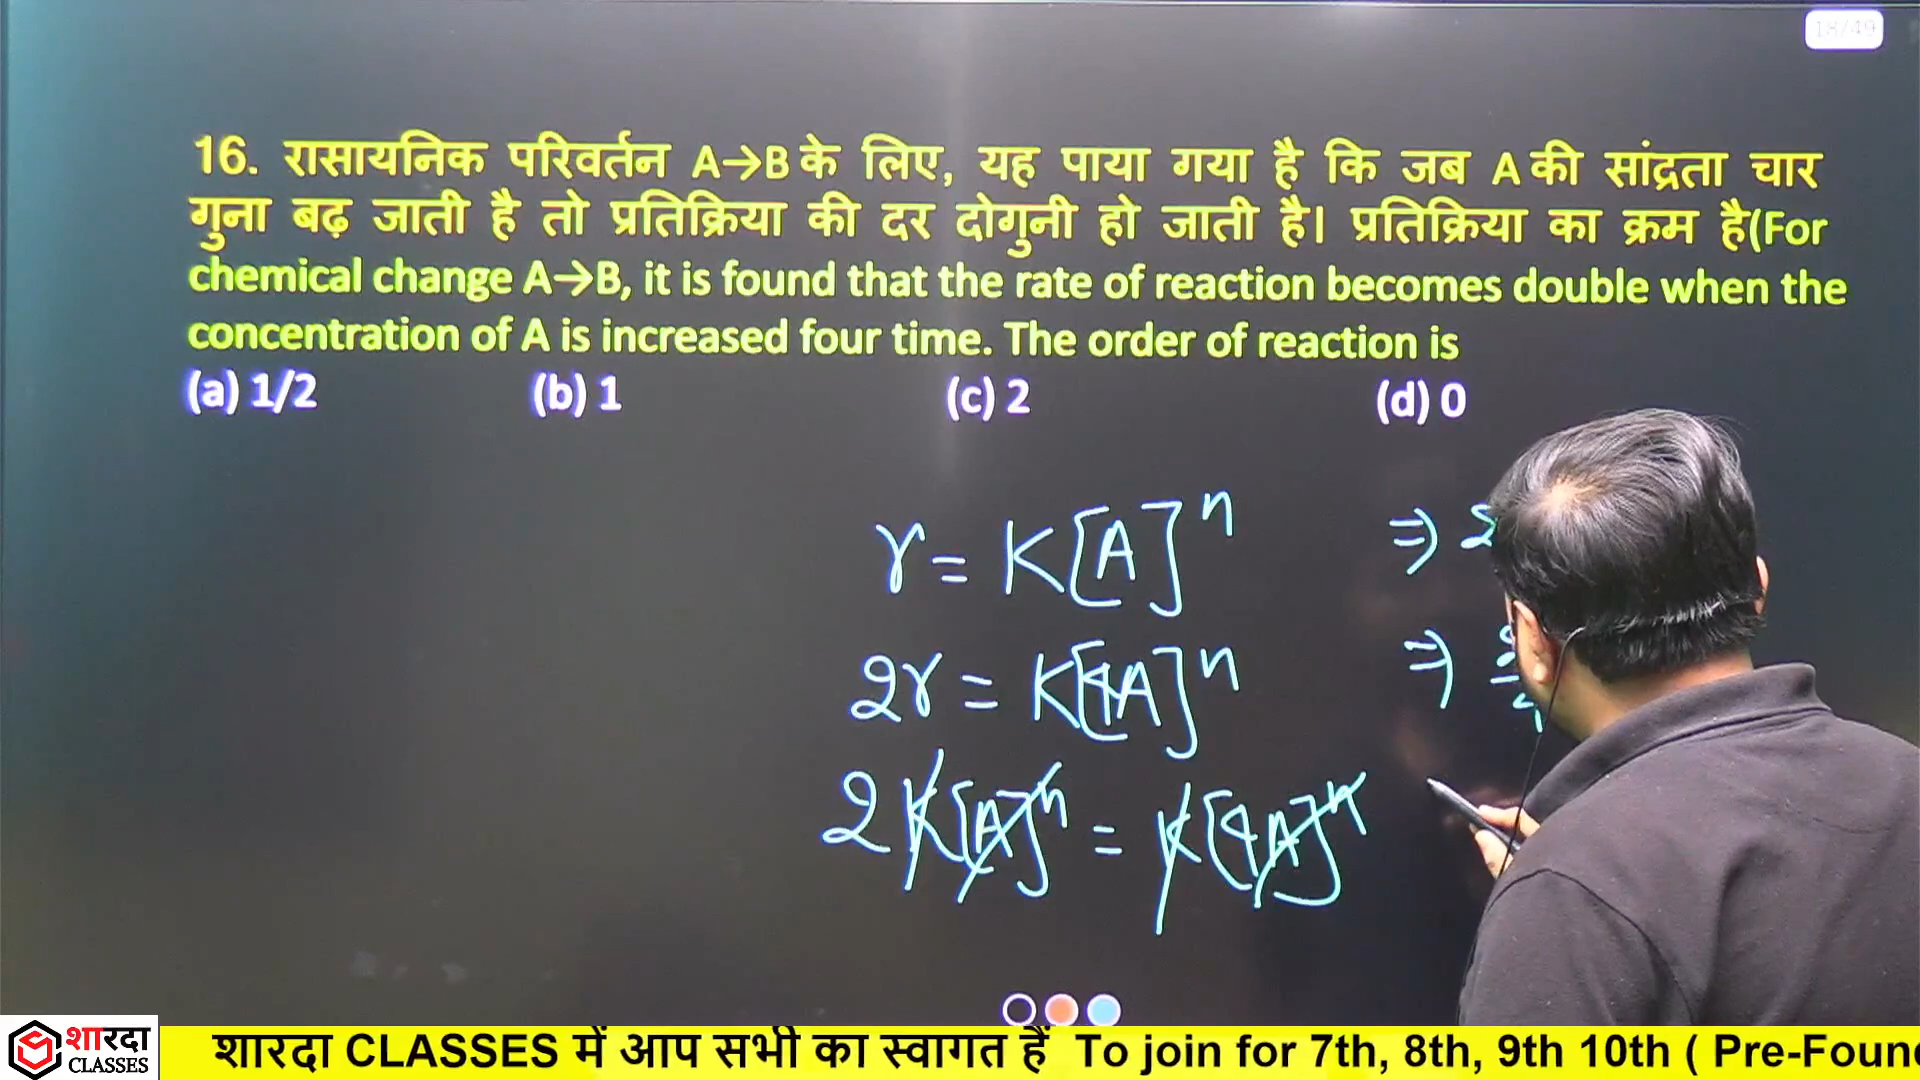 18/49
16. रासायनिक परिवर्तन A→B के लिए, यह पाया गया है कि जब A की सांद्रता चार
गुना बढ़ जाती है तो प्रतिक्रिया की दर दोगुनी हो जाती है। प्रतिक्रिया का क्रम है(For
chemical change A→B, it is found that the rate of reaction becomes double when the
concentration of A is increased four time. The order of reaction is
(a) 1/2 (b) 1 (c) 2 (d) 0
r = K[A]^n ⇒ 2
2r = K[4A]^n ⇒
2K[A]^n = K[4A]^n
शारदा CLASSES
शारदा CLASSES में आप सभी का स्वागत हैं To join for 7th, 8th, 9th 10th ( Pre-Foun